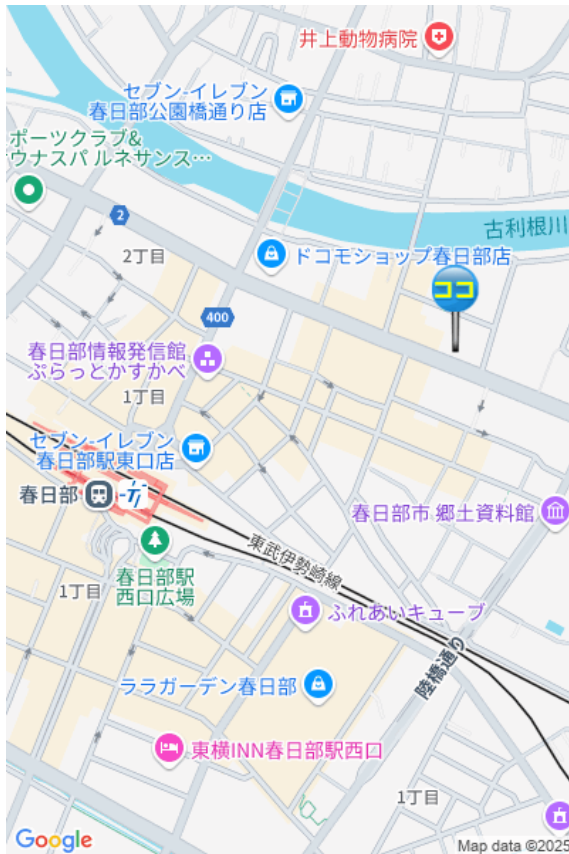 井上動物病院
セブン-イレブン
春日部公園橋通り店
ポーツクラブ&
ウナスパ ルネサンス…
古利根川
2
2丁目
ドコモショップ春日部店
ココ
400
春日部情報発信館
ぷらっとかすかべ
1丁目
セブン-イレブン
春日部駅東口店
春日部
春日部市 郷土資料館
東武伊勢崎線
春日部駅
西口広場
1丁目
ふれあいキューブ
陸橋通り
ララガーデン春日部
東横INN春日部駅西口
1丁目
Google
Map data ©2025